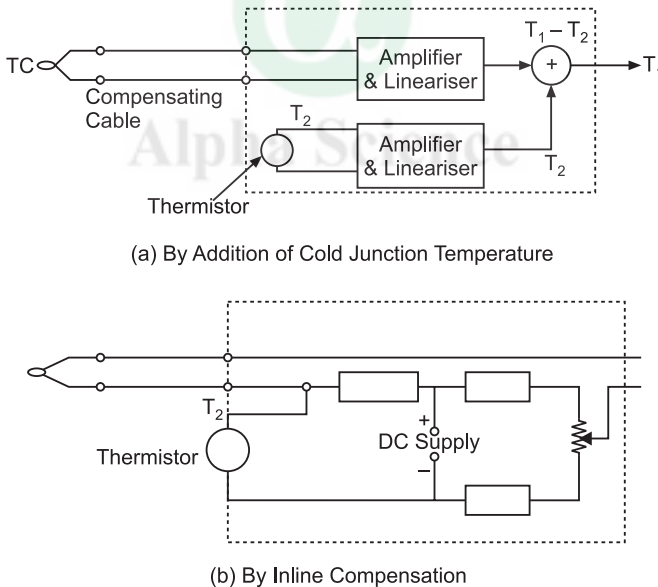 T₁ – T₂
TC
Amplifier
& Lineariser
+
Compensating
Cable
T₂
Alpha Science
Amplifier
& Lineariser
T₂
Thermistor
(a) By Addition of Cold Junction Temperature
T₂
+
DC Supply
–
Thermistor
(b) By Inline Compensation